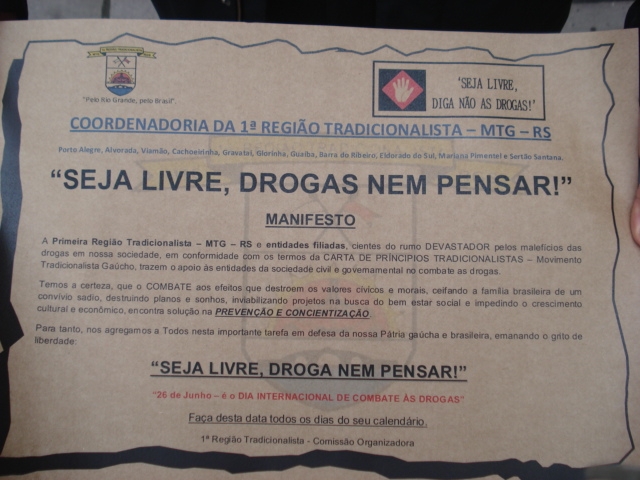 "Pelo Rio Grande, pelo Brasil".
'SEJA LIVRE,
DIGA NÃO AS DROGAS!'
COORDENADORIA DA 1ª REGIÃO TRADICIONALISTA – MTG – RS
Porto Alegre, Alvorada, Viamão, Cachoeirinha, Gravataí, Glorinha, Guaíba, Barra do Ribeiro, Eldorado do Sul, Mariana Pimentel e Sertão Santana.
"SEJA LIVRE, DROGAS NEM PENSAR!"
MANIFESTO
A Primeira Região Tradicionalista – MTG – RS e entidades filiadas, cientes do rumo DEVASTADOR pelos malefícios das
drogas em nossa sociedade, em conformidade com os termos da CARTA DE PRÍNCIPIOS TRADICIONALISTAS – Movimento
Tradicionalista Gaúcho, trazem o apoio às entidades da sociedade civil e governamental no combate as drogas.
Temos a certeza, que o COMBATE aos efeitos que destroem os valores cívicos e morais, ceifando a família brasileira de um
convívio sadio, destruindo planos e sonhos, inviabilizando projetos na busca do bem estar social e impedindo o crescimento
cultural e econômico, encontra solução na PREVENÇÃO E CONCIENTIZAÇÃO.
Para tanto, nos agregamos a Todos nesta importante tarefa em defesa da nossa Pátria gaúcha e brasileira, emanando o grito de
liberdade:
"SEJA LIVRE, DROGA NEM PENSAR!"
"26 de Junho – é o DIA INTERNACIONAL DE COMBATE ÀS DROGAS"
Faça desta data todos os dias do seu calendário.
1ª Região Tradicionalista - Comissão Organizadora